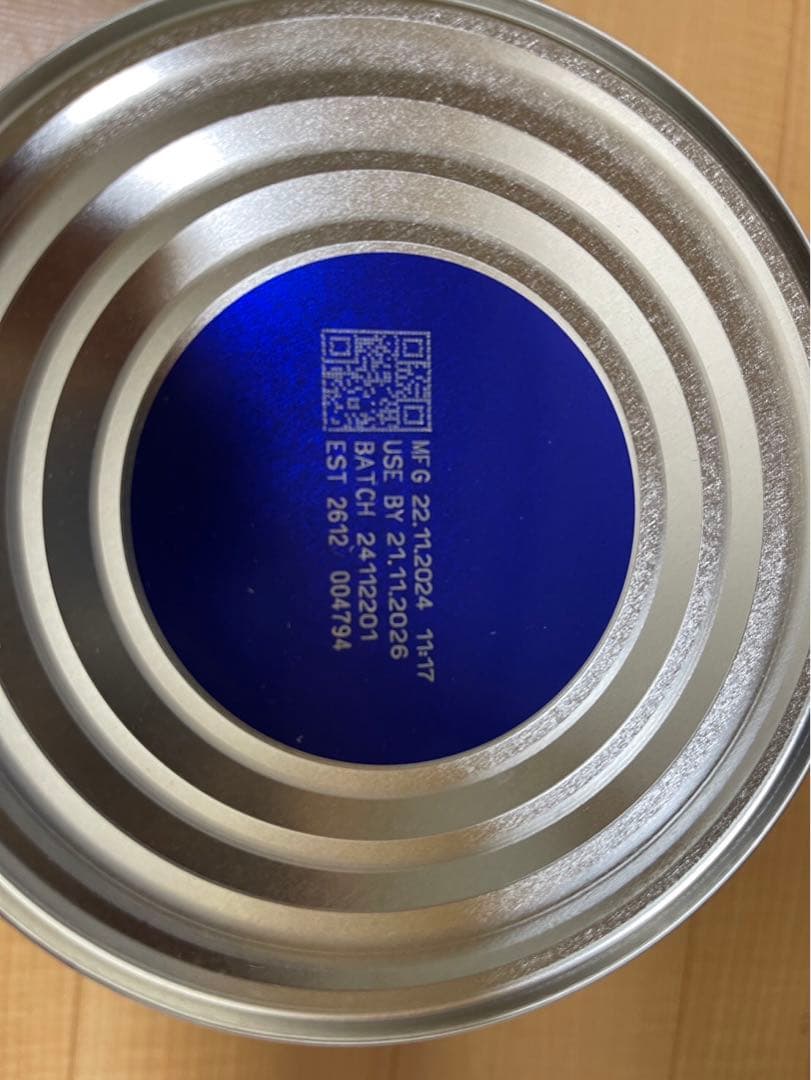 MFG 22.11.2024 11:17
USE BY 21.11.2026
BATCH 24112201
EST 2612 004794